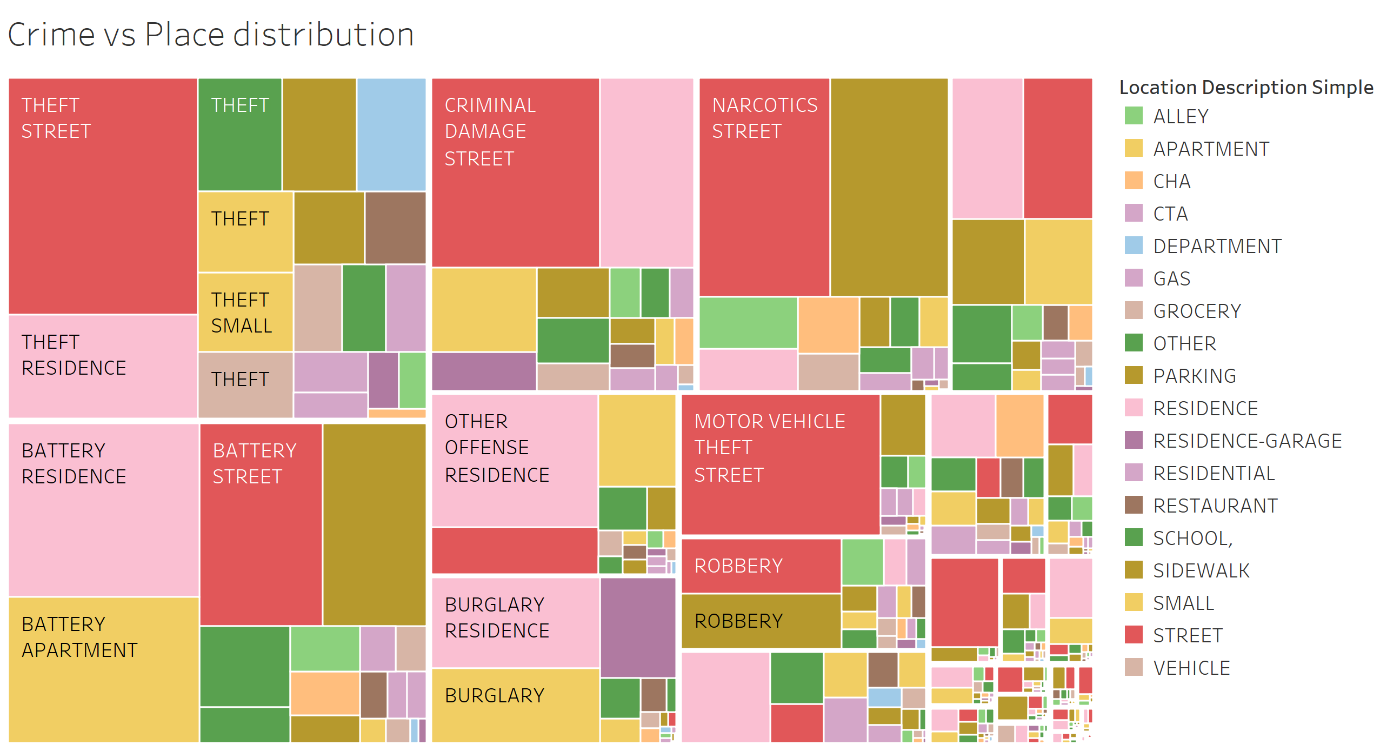 Crime vs Place distribution
THEFT
STREET
THEFT
THEFT
THEFT
SMALL
THEFT
RESIDENCE
THEFT
BATTERY
RESIDENCE
BATTERY
STREET
BATTERY
APARTMENT
CRIMINAL
DAMAGE
STREET
NARCOTICS
STREET
OTHER
OFFENSE
RESIDENCE
MOTOR VEHICLE
THEFT
STREET
ROBBERY
ROBBERY
BURGLARY
RESIDENCE
BURGLARY
Location Description Simple
ALLEY
APARTMENT
CHA
CTA
DEPARTMENT
GAS
GROCERY
OTHER
PARKING
RESIDENCE
RESIDENCE-GARAGE
RESIDENTIAL
RESTAURANT
SCHOOL,
SIDEWALK
SMALL
STREET
VEHICLE